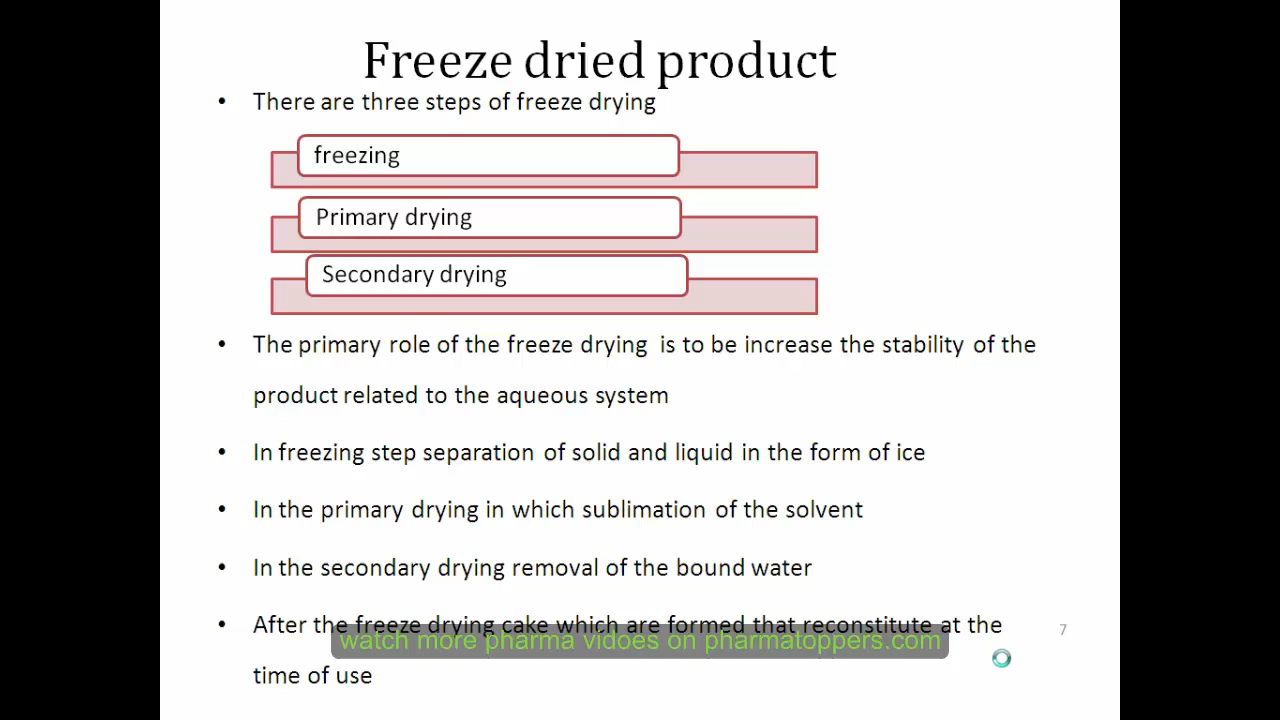 Freeze dried product
• There are three steps of freeze drying
freezing
Primary drying
Secondary drying
• The primary role of the freeze drying is to be increase the stability of the
product related to the aqueous system
• In freezing step separation of solid and liquid in the form of ice
• In the primary drying in which sublimation of the solvent
• In the secondary drying removal of the bound water
• After the freeze drying cake which are formed that reconstitute at the
7
watch more pharma vidoes on pharmatoppers.com
time of use